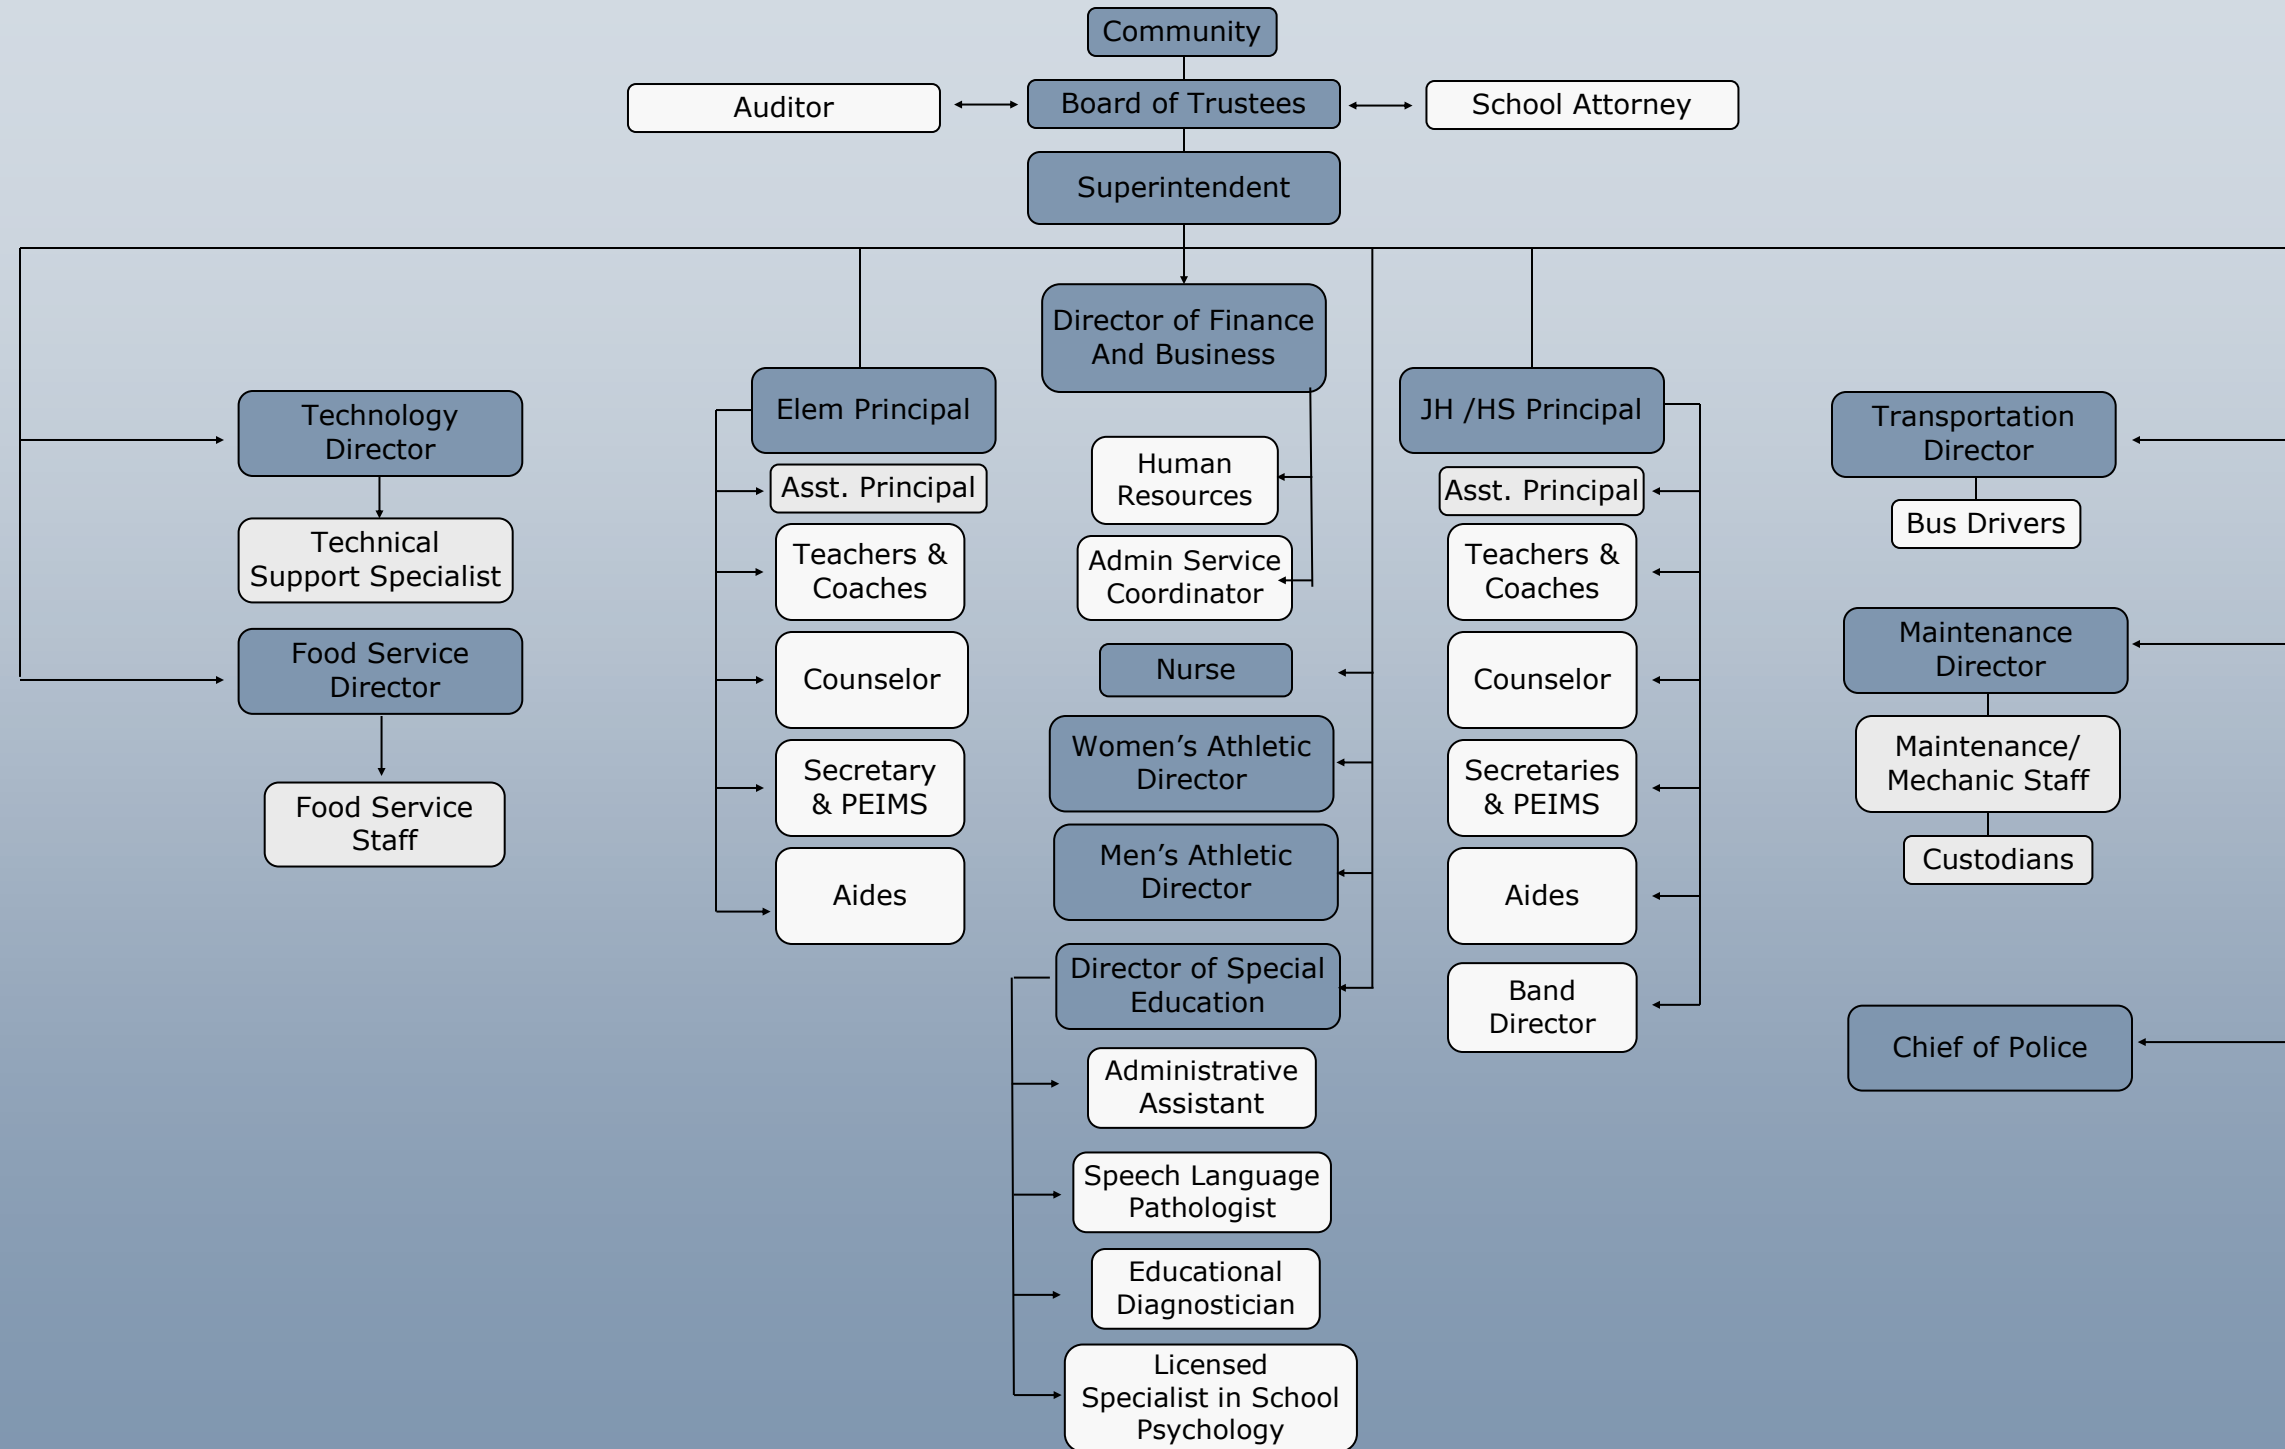 Community
Auditor
Board of Trustees
School Attorney
Superintendent
Director of Finance
And Business
Technology
Director
Technical
Support Specialist
Food Service
Director
Food Service
Staff
Elem Principal
Asst. Principal
Teachers &
Coaches
Counselor
Secretary
& PEIMS
Aides
Human
Resources
Admin Service
Coordinator
Nurse
Women’s Athletic
Director
Men’s Athletic
Director
Director of Special
Education
Administrative
Assistant
Speech Language
Pathologist
Educational
Diagnostician
Licensed
Specialist in School
Psychology
JH /HS Principal
Asst. Principal
Teachers &
Coaches
Counselor
Secretaries
& PEIMS
Aides
Band
Director
Transportation
Director
Bus Drivers
Maintenance
Director
Maintenance/
Mechanic Staff
Custodians
Chief of Police